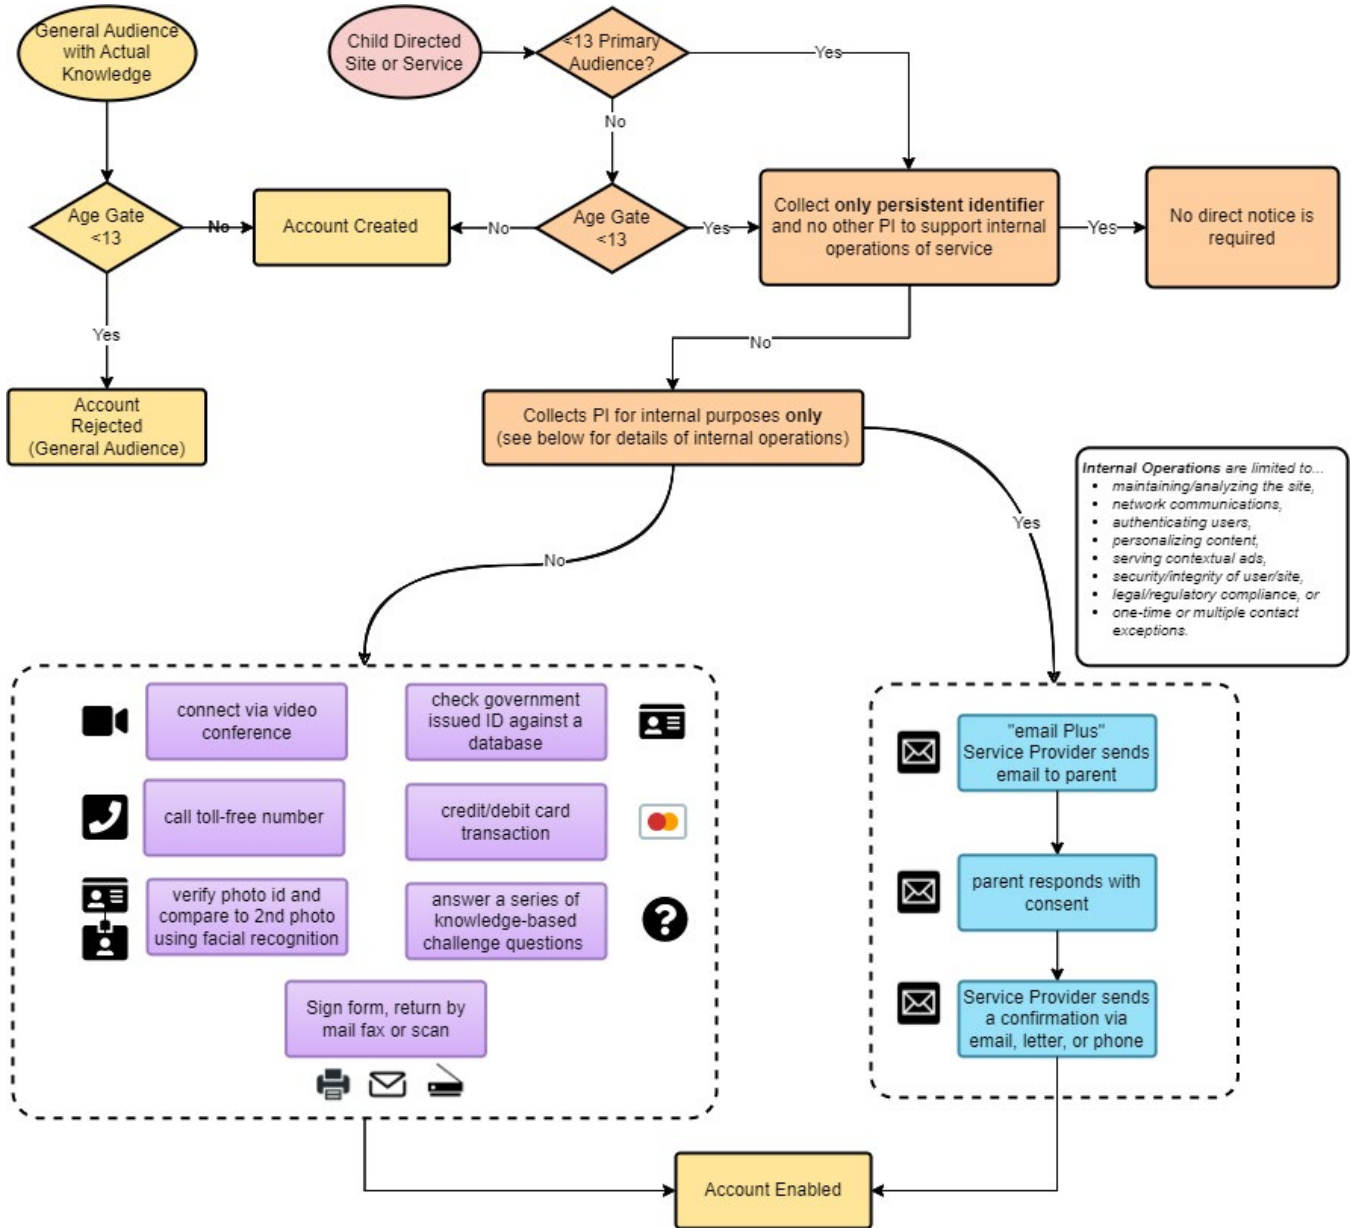 General Audience
with Actual
Knowledge
Child Directed
Site or Service
<13 Primary
Audience?
Yes
No
Age Gate
<13
No
Account Created
No
Age Gate
<13
Yes
Collect only persistent identifier
and no other PI to support internal
operations of service
Yes
No direct notice is
required
Yes
No
Account
Rejected
(General Audience)
Collects PI for internal purposes only
(see below for details of internal operations)
Internal Operations are limited to...
• maintaining/analyzing the site,
• network communications,
• authenticating users,
• personalizing content,
• serving contextual ads,
• security/integrity of user/site,
• legal/regulatory compliance, or
• one-time or multiple contact
exceptions.
Yes
No
connect via video
conference
check government
issued ID against a
database
call toll-free number
credit/debit card
transaction
verify photo id and
compare to 2nd photo
using facial recognition
answer a series of
knowledge-based
challenge questions
?
Sign form, return by
mail fax or scan
"email Plus"
Service Provider sends
email to parent
parent responds with
consent
Service Provider sends
a confirmation via
email, letter, or phone
Account Enabled